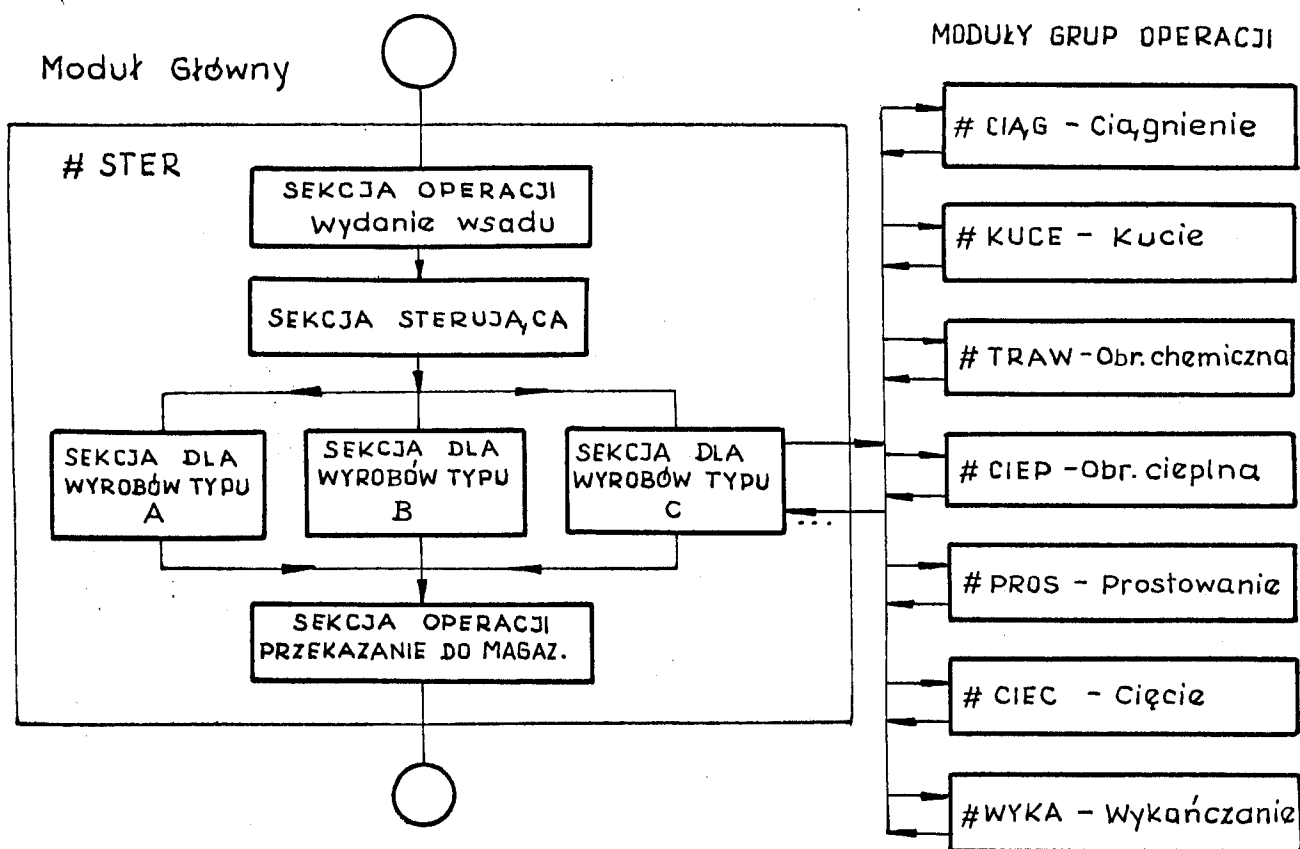 Moduł Główny
# STER
SEKCJA OPERACJI
Wydanie wsadu
SEKCJA STERUJĄCA
SEKCJA DLA
WYROBÓW TYPU
A
SEKCJA DLA
WYROBÓW TYPU
B
SEKCJA DLA
WYROBÓW TYPU
C
...
SEKCJA OPERACJI
PRZEKAZANIE DO MAGAZ.
MODUŁY GRUP OPERACJI
# CIĄG - Ciągnienie
# KUCE - Kucie
# TRAW - Obr. chemiczna
# CIEP - Obr. cieplna
# PROS - Prostowanie
# CIEC - Cięcie
# WYKA - Wykańczanie